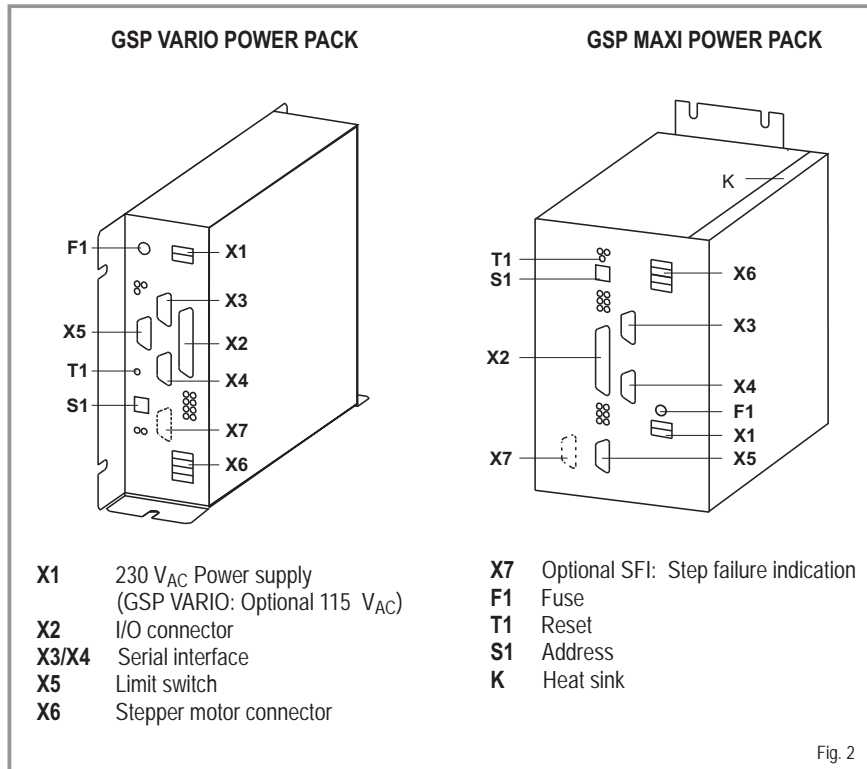 GSP VARIO POWER PACK
GSP MAXI POWER PACK
F1
X1
X3
X5
X2
T1
X4
S1
X7
X6
K
T1
S1
X6
X3
X2
X4
F1
X1
X7
X5
X1 230 VAC Power supply
(GSP VARIO: Optional 115 VAC)
X2 I/O connector
X3/X4 Serial interface
X5 Limit switch
X6 Stepper motor connector
X7 Optional SFI: Step failure indication
F1 Fuse
T1 Reset
S1 Address
K Heat sink
Fig. 2